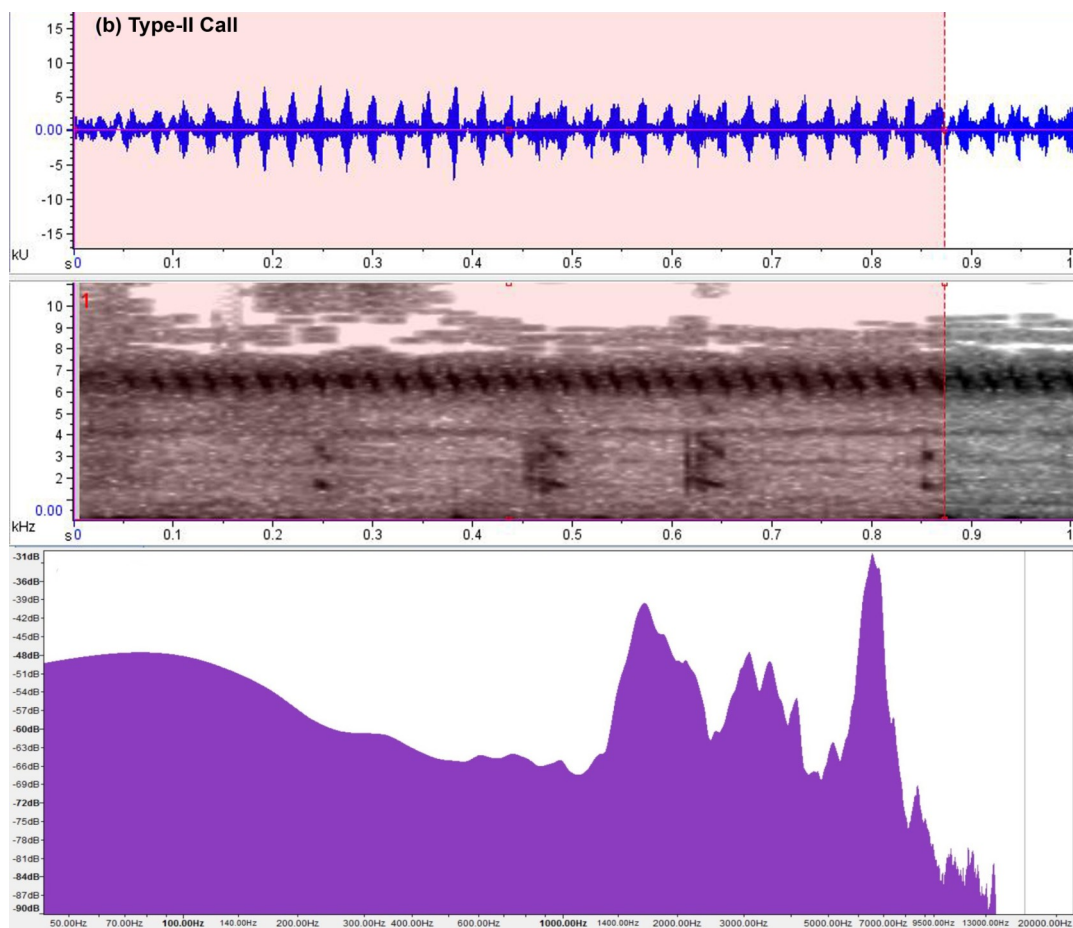 (b) Type-II Call
15
10
5
0.00
-5
-10
-15
kU
s 0 0.1 0.2 0.3 0.4 0.5 0.6 0.7 0.8 0.9 1
1
10
9
8
7
6
5
4
3
2
0.00
kHz
s 0 0.1 0.2 0.3 0.4 0.5 0.6 0.7 0.8 0.9 1
-31dB
-36dB
-39dB
-42dB
-45dB
-48dB
-51dB
-54dB
-57dB
-60dB
-63dB
-66dB
-69dB
-72dB
-75dB
-78dB
-81dB
-84dB
-87dB
-90dB
50.00Hz 70.00Hz 100.00Hz 140.00Hz 200.00Hz 300.00Hz 400.00Hz 600.00Hz 1000.00Hz 1400.00Hz 2000.00Hz 3000.00Hz 5000.00Hz 7000.00Hz 9500.00Hz 13000.00Hz 20000.00Hz